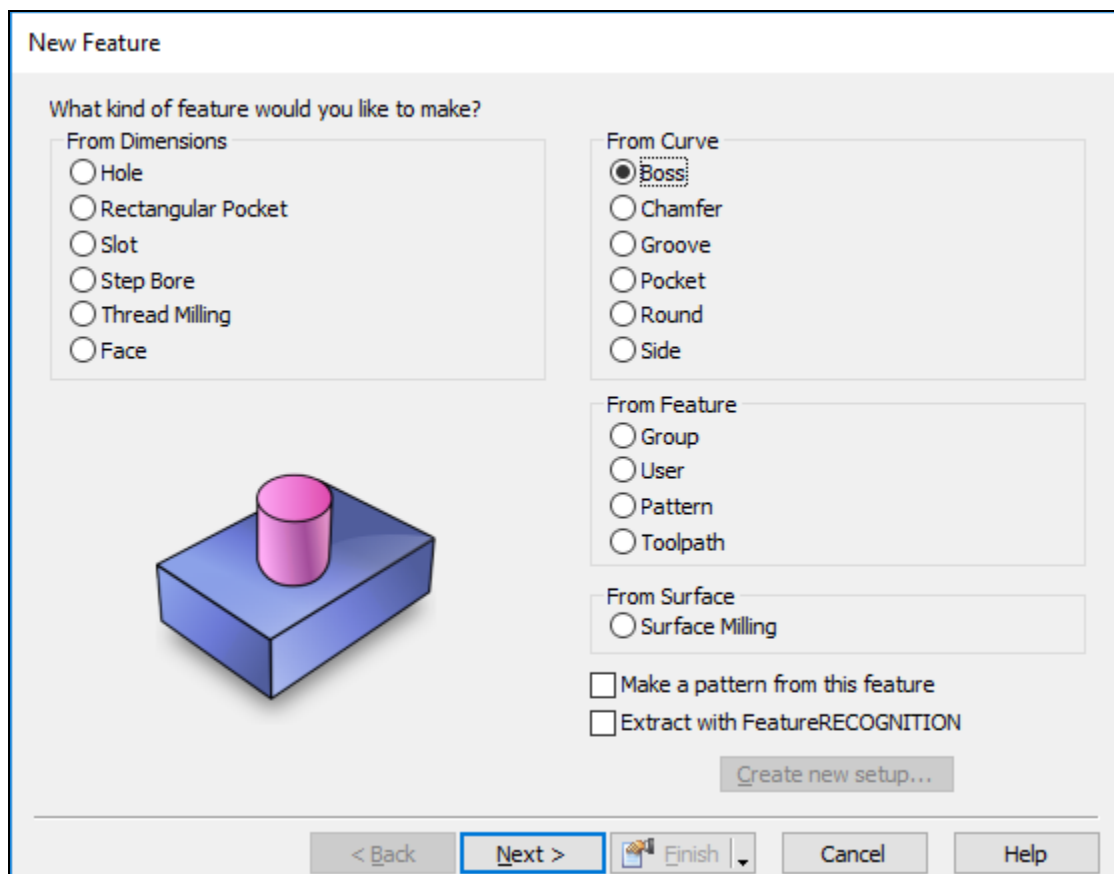 New Feature
What kind of feature would you like to make?
From Dimensions
Hole
Rectangular Pocket
Slot
Step Bore
Thread Milling
Face
From Curve
Boss
Chamfer
Groove
Pocket
Round
Side
From Feature
Group
User
Pattern
Toolpath
From Surface
Surface Milling
Make a pattern from this feature
Extract with FeatureRECOGNITION
Create new setup...
< Back Next > Finish Cancel Help